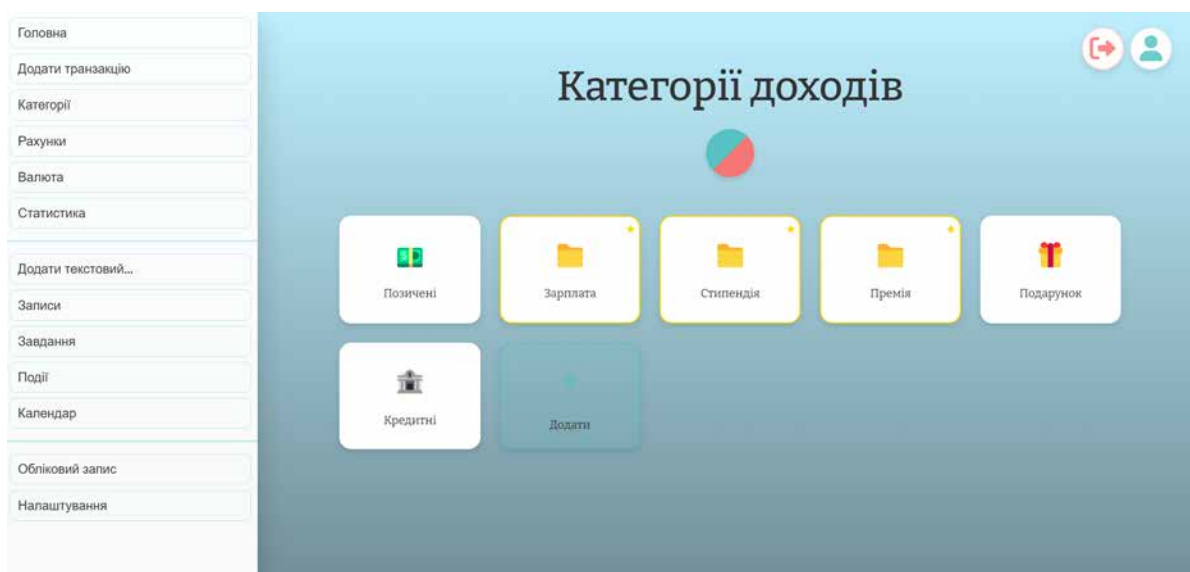 Головна
Додати транзакцію
Категорії
Рахунки
Валюта
Статистика
Додати текстовий...
Записи
Завдання
Події
Календар
Обліковий запис
Налаштування
Категорії доходів
Позичені
Зарплата
Стипендія
Премія
Подарунок
Кредитні
Додати